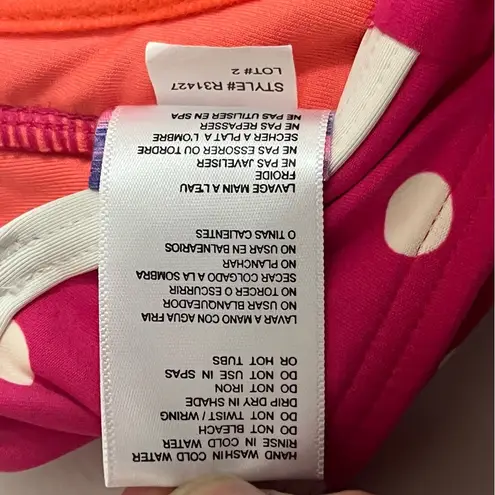 HAND WASH IN COLD WATER
RINSE IN COLD WATER
DO NOT BLEACH
DO NOT TWIST / WRING
DRIP DRY IN SHADE
DO NOT IRON
DO NOT USE IN SPAS
OR HOT TUBS
LAVAR A MANO CON AGUA FRIA
NO USAR BLANQUEADOR
NO TORCER O ESCURRIR
SECAR COLGADO A LA SOMBRA
NO PLANCHAR
NO USAR EN BALNEARIOS
O TINAS CALIENTES
LAVAGE MAIN A L'EAU
FROIDE
NE PAS JAVELISER
NE PAS ESSORER OU TORDRE
SECHER A PLAT A L'OMBRE
NE PAS REPASSER
NE PAS UTILISER EN SPA
LOT# 2
STYLE# R31427